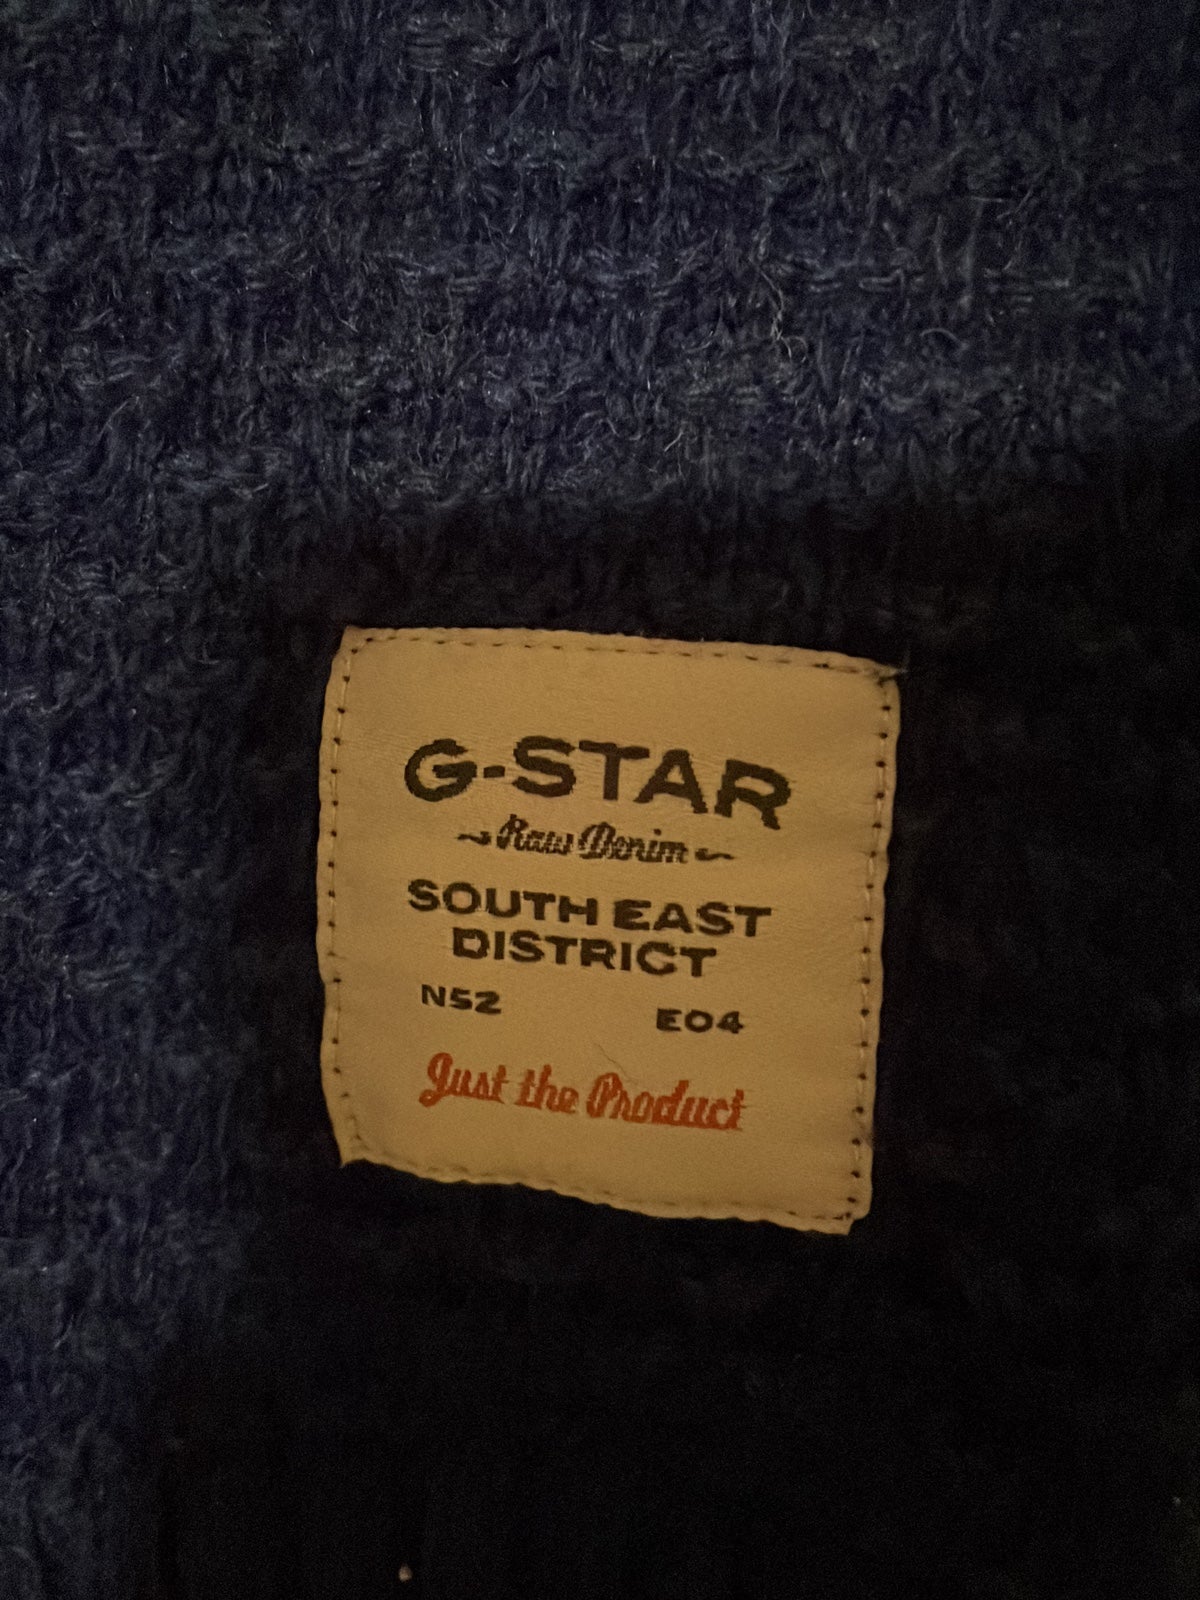 G-STAR
Raw Denim
SOUTH EAST
DISTRICT
N52 E04
Just the Product